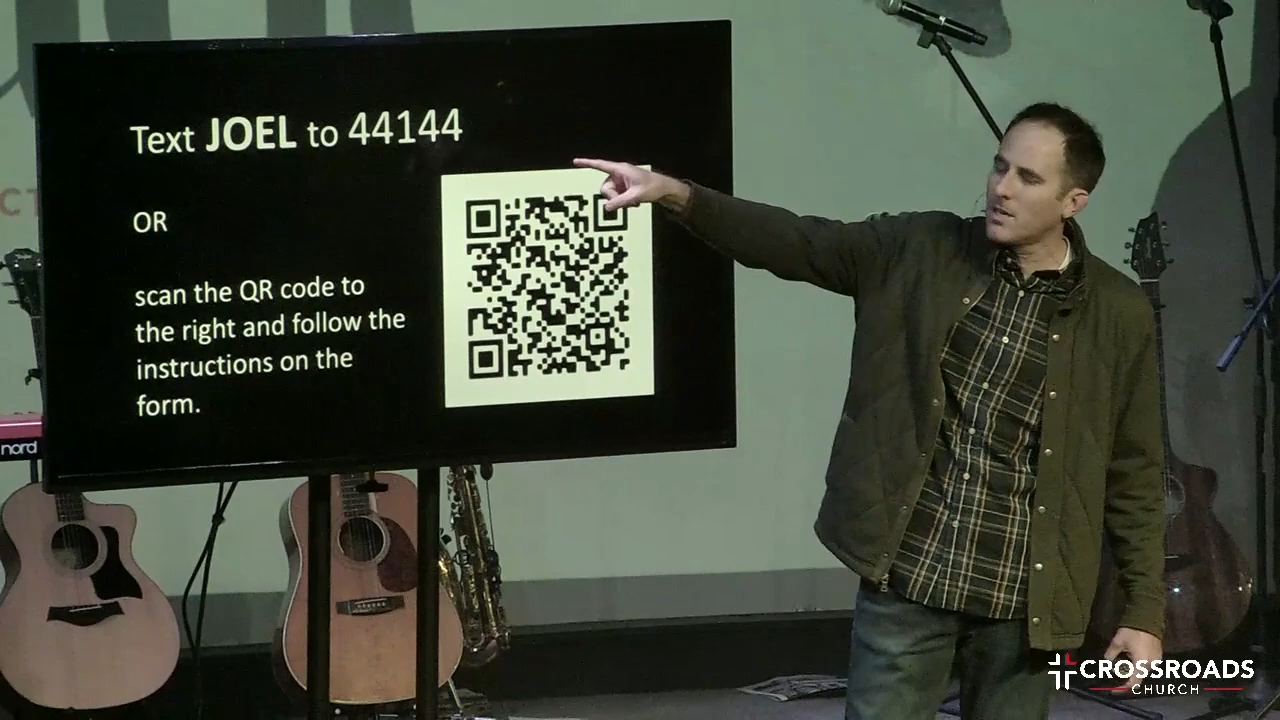 Text JOEL to 44144
OR
scan the QR code to
the right and follow the
instructions on the
form.
nord
CROSSROADS
CHURCH